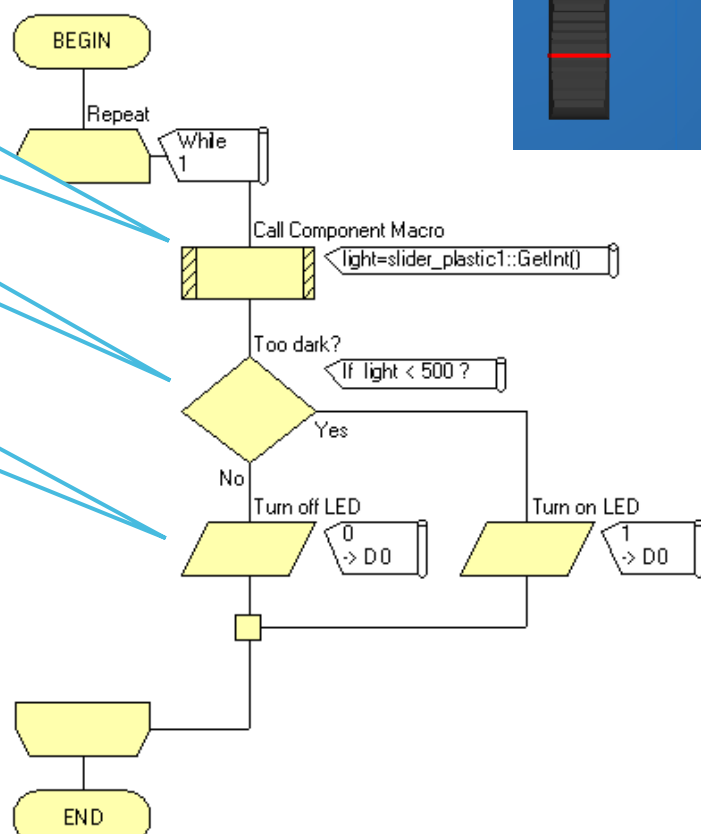 BEGIN
Repeat
While
1
Call Component Macro
light=slider_plastic1::GetInt()
Too dark?
If light < 500 ?
Yes
No
Turn off LED
0
-> D0
Turn on LED
1
-> D0
END